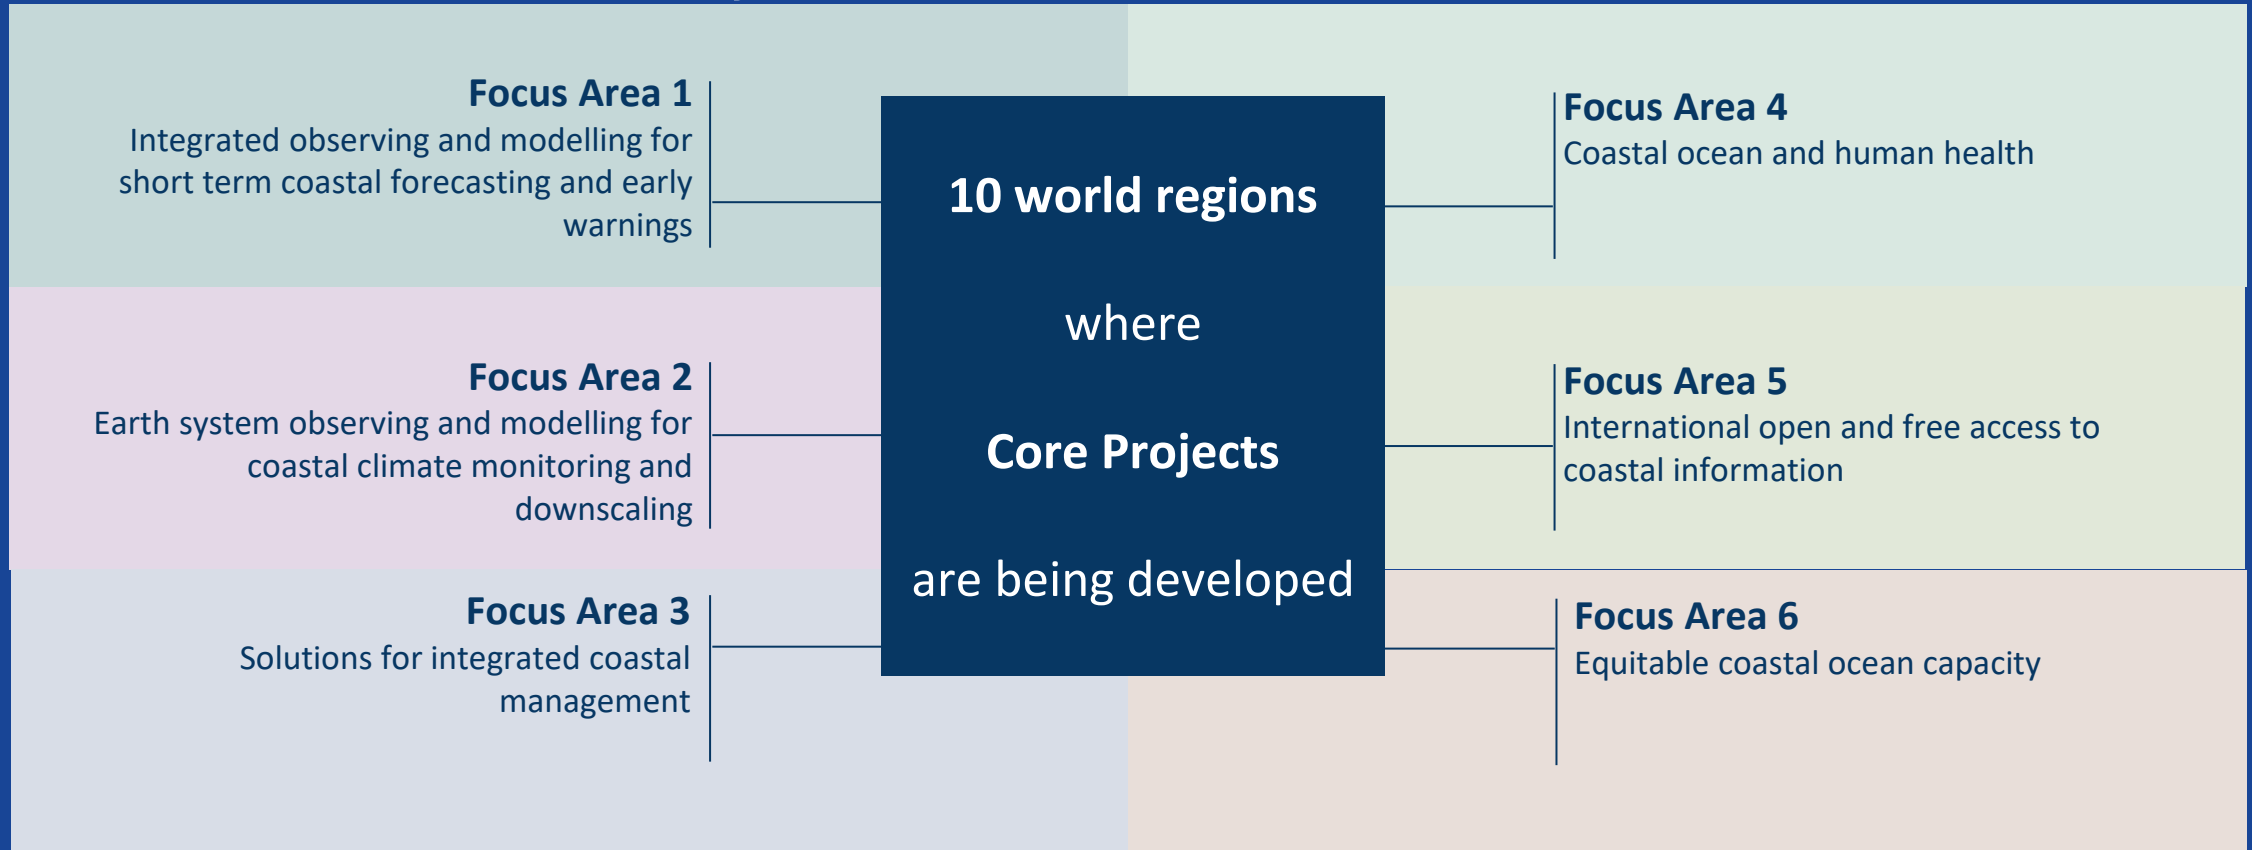 Focus Area 1
Integrated observing and modelling for
short term coastal forecasting and early
warnings
Focus Area 2
Earth system observing and modelling for
coastal climate monitoring and
downscaling
Focus Area 3
Solutions for integrated coastal
management
10 world regions
where
Core Projects
are being developed
Focus Area 4
Coastal ocean and human health
Focus Area 5
International open and free access to
coastal information
Focus Area 6
Equitable coastal ocean capacity